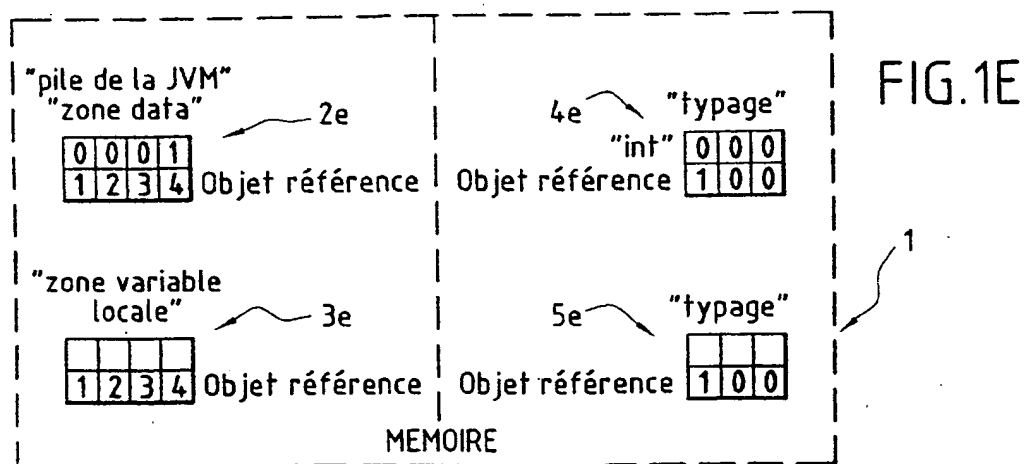 FIG.1E
"pile de la JVM"
"zone data"
2e
0 0 0 1
1 2 3 4 Objet référence
4e
"typage"
"int" 0 0 0
Objet référence 1 0 0
1
"zone variable
locale"
3e
1 2 3 4 Objet référence
5e
"typage"
Objet référence 1 0 0
MEMOIRE